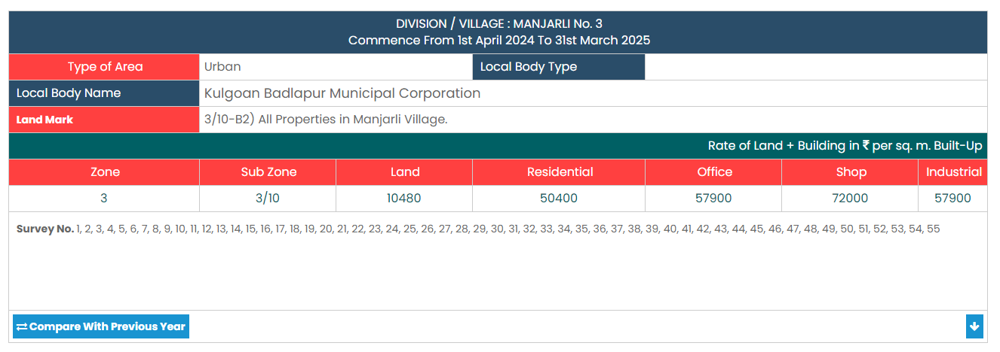 DIVISION / VILLAGE : MANJARLI No. 3
Commence From 1st April 2024 To 31st March 2025
Type of Area Urban Local Body Type
Local Body Name Kulgoan Badlapur Municipal Corporation
Land Mark 3/10-B2) All Properties in Manjarli Village.
Rate of Land + Building in ₹ per sq. m. Built-Up
Zone Sub Zone Land Residential Office Shop Industrial
3 3/10 10480 50400 57900 72000 57900
Survey No. 1, 2, 3, 4, 5, 6, 7, 8, 9, 10, 11, 12, 13, 14, 15, 16, 17, 18, 19, 20, 21, 22, 23, 24, 25, 26, 27, 28, 29, 30, 31, 32, 33, 34, 35, 36, 37, 38, 39, 40, 41, 42, 43, 44, 45, 46, 47, 48, 49, 50, 51, 52, 53, 54, 55
Compare With Previous Year